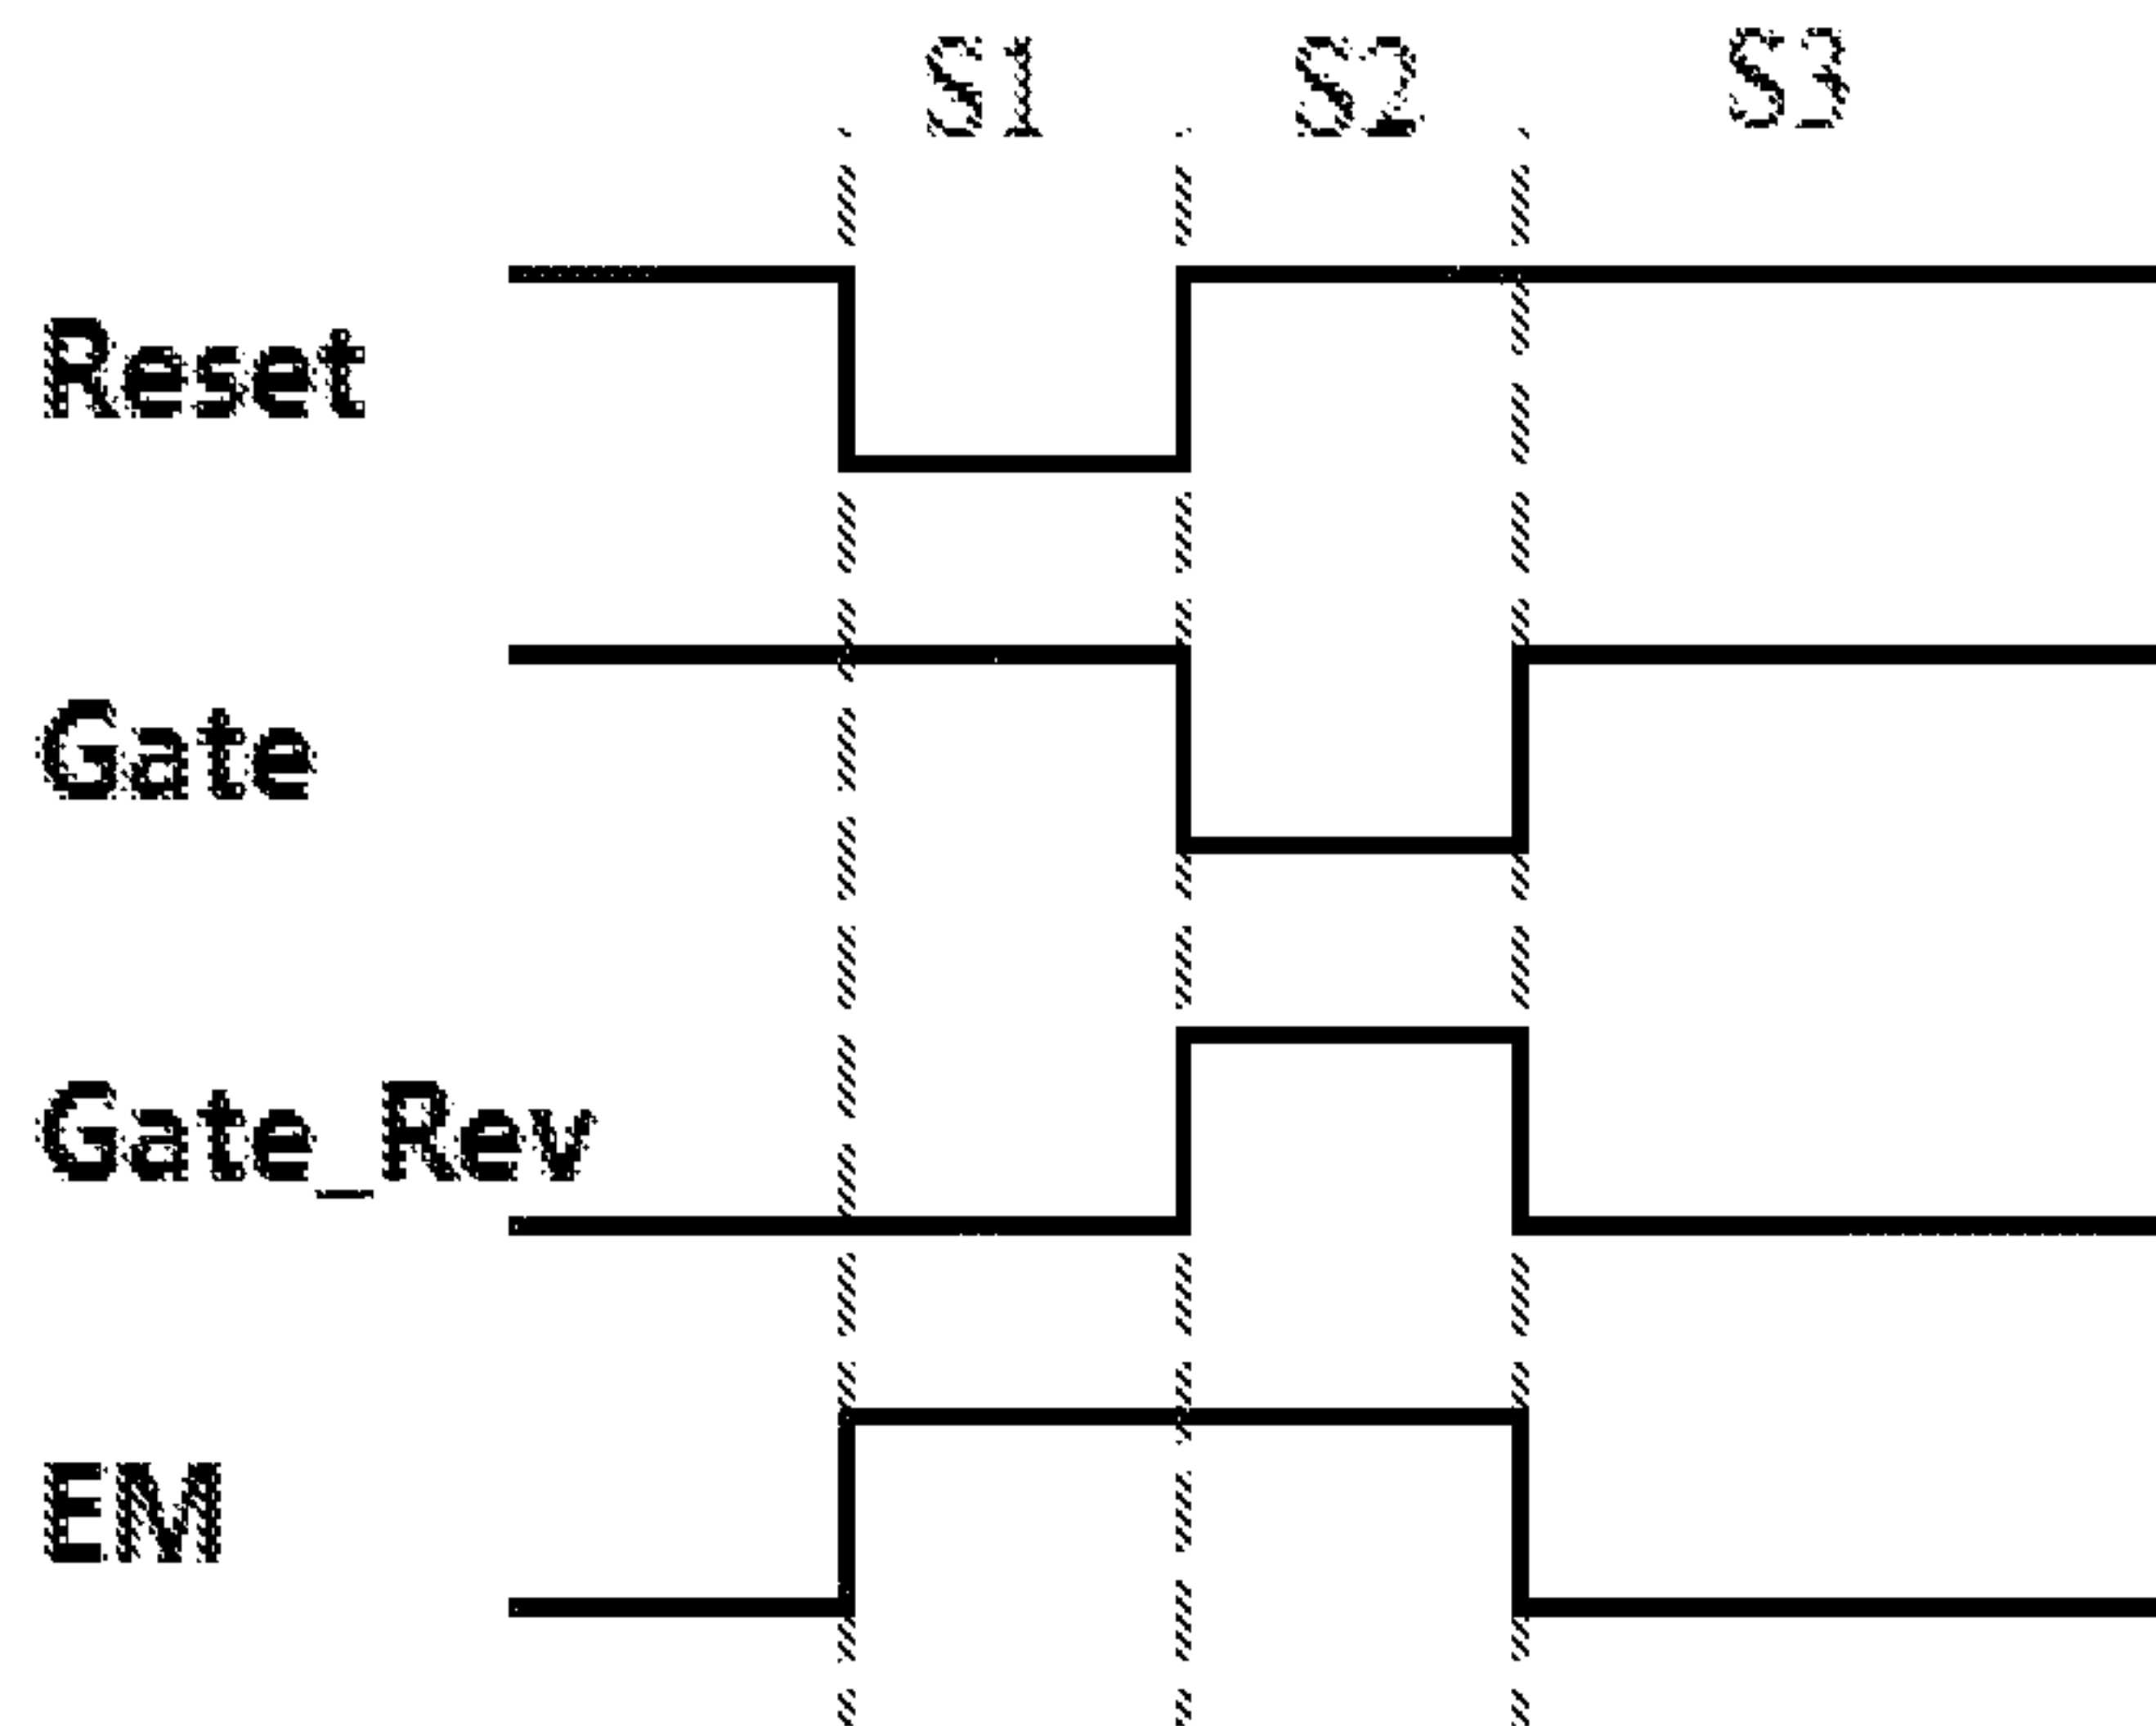 S1 S2 S3
Reset
Gate
Gate_Rev
EM